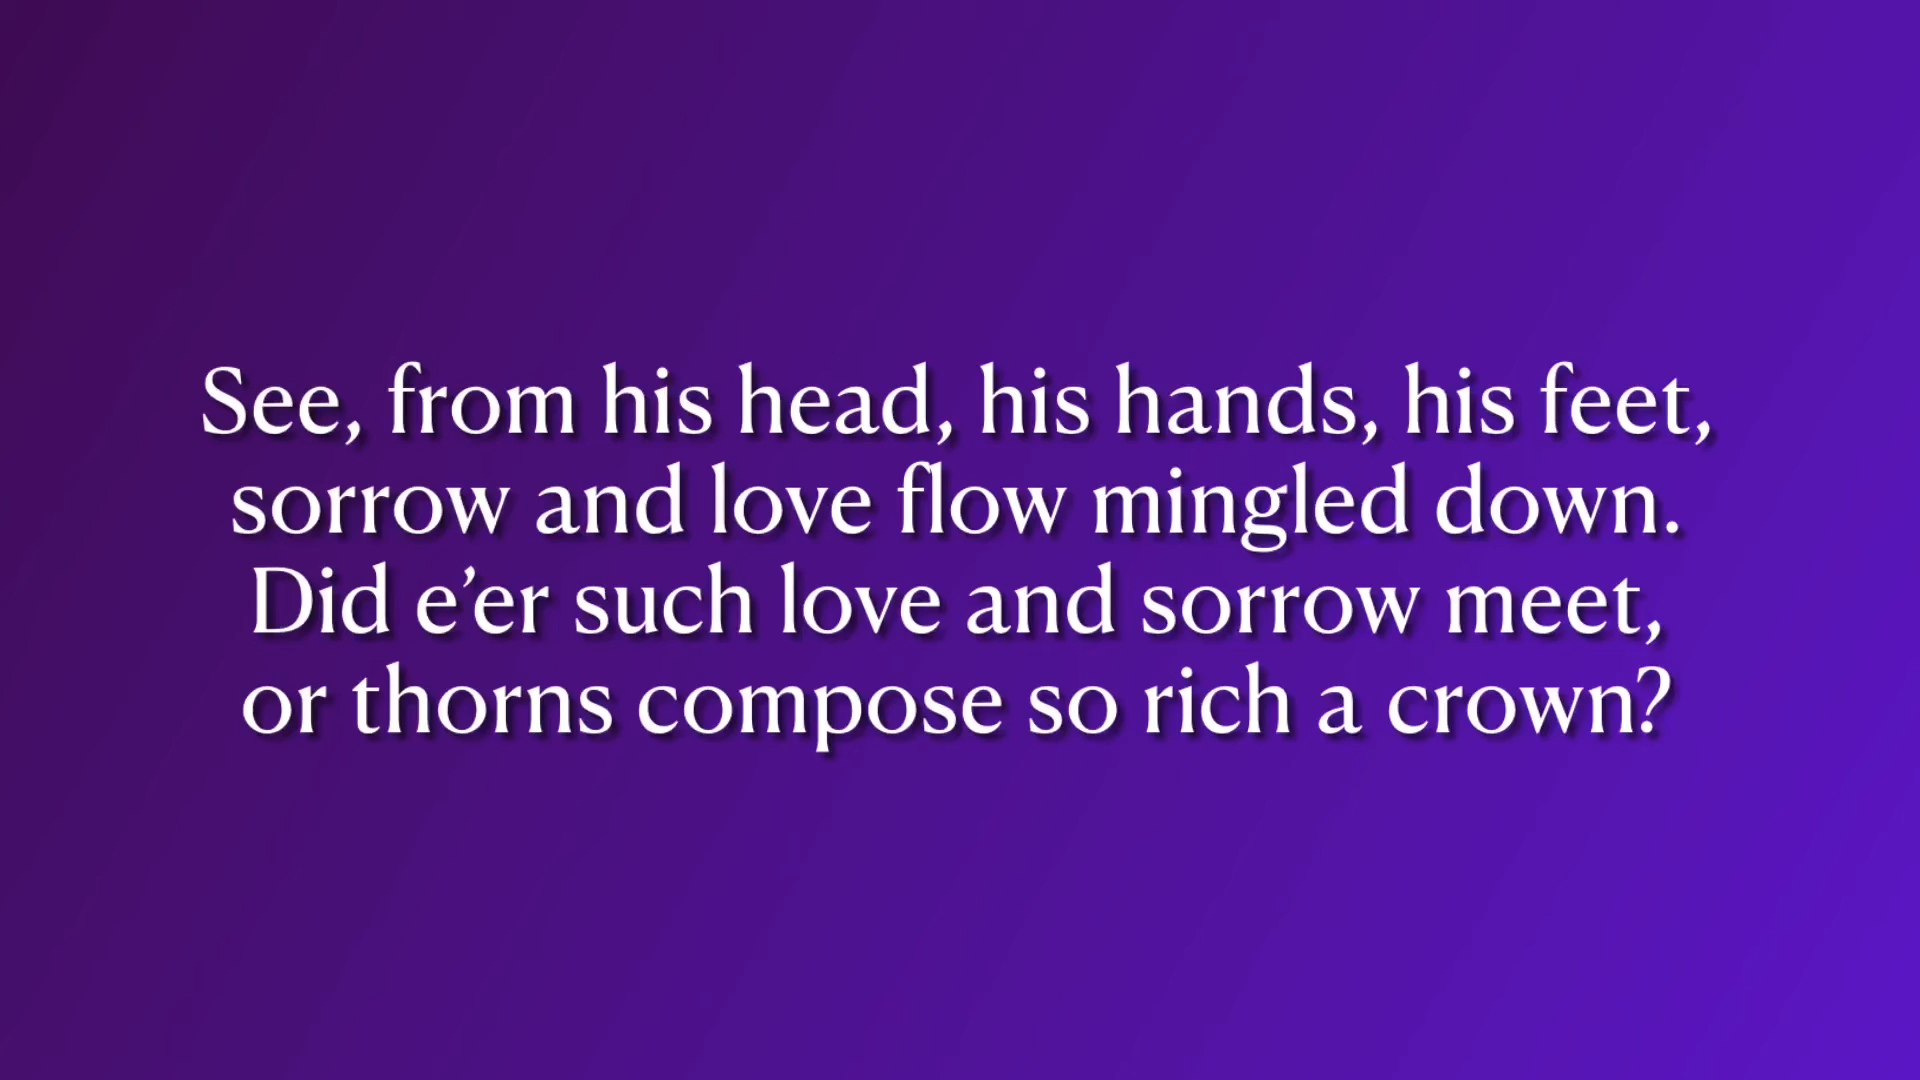 See, from his head, his hands, his feet,
sorrow and love flow mingled down.
Did e’er such love and sorrow meet,
or thorns compose so rich a crown?